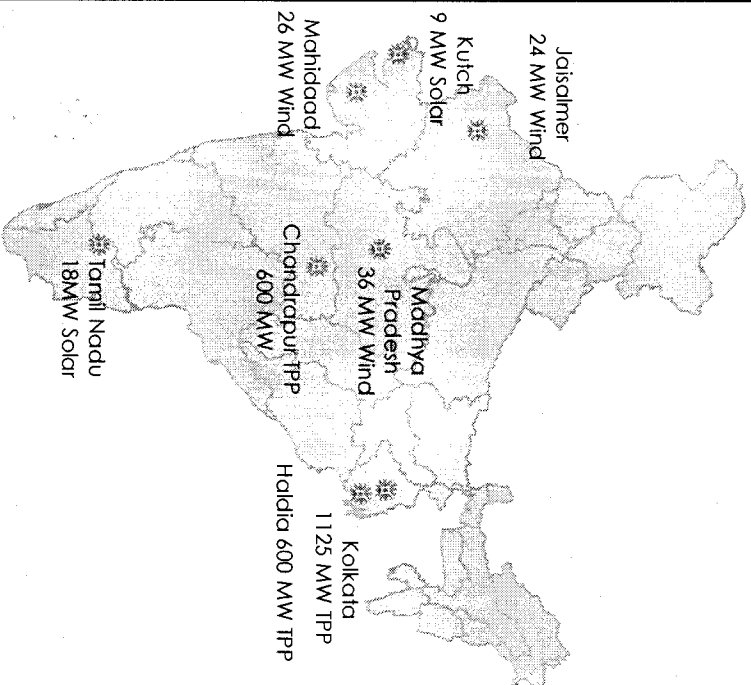 Jaisalmer
24 MW Wind
Kutch
9 MW Solar
Mahidaad
26 MW Wind
Madhya
Pradesh
36 MW Wind
Chandrapur TPP
600 MW
Tamil Nadu
18MW Solar
Kolkata
1125 MW TPP
Haldia 600 MW TPP